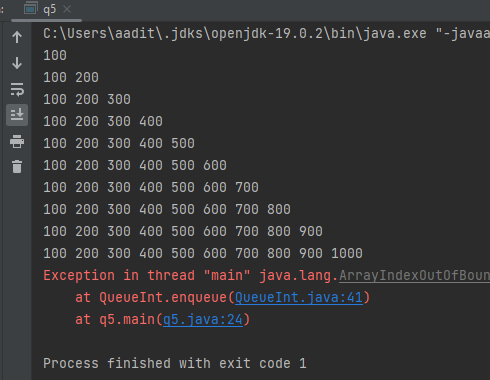 q5
C:\Users\aadit\.jdks\openjdk-19.0.2\bin\java.exe "-javaa
100
100 200
100 200 300
100 200 300 400
100 200 300 400 500
100 200 300 400 500 600
100 200 300 400 500 600 700
100 200 300 400 500 600 700 800
100 200 300 400 500 600 700 800 900
100 200 300 400 500 600 700 800 900 1000
Exception in thread "main" java.lang.ArrayIndexOutOfBoun
at QueueInt.enqueue(QueueInt.java:41)
at q5.main(q5.java:24)
Process finished with exit code 1